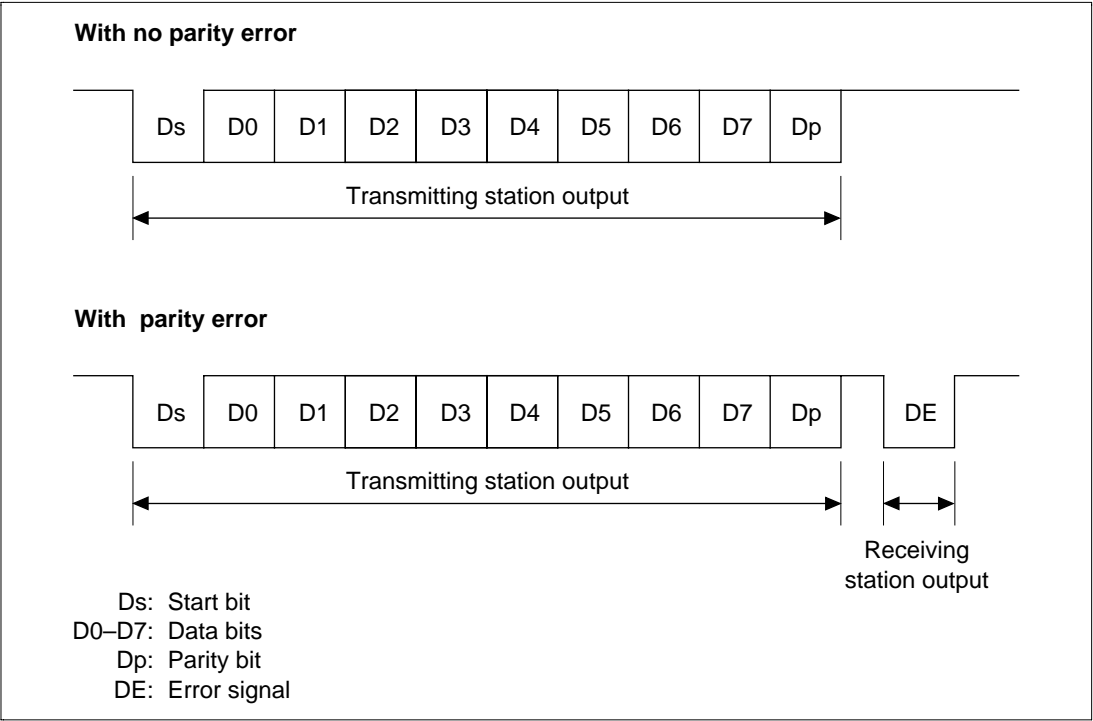 With no parity error
Ds D0 D1 D2 D3 D4 D5 D6 D7 Dp
Transmitting station output
With parity error
Ds D0 D1 D2 D3 D4 D5 D6 D7 Dp DE
Transmitting station output
Receiving
station output
Ds: Start bit
D0–D7: Data bits
Dp: Parity bit
DE: Error signal